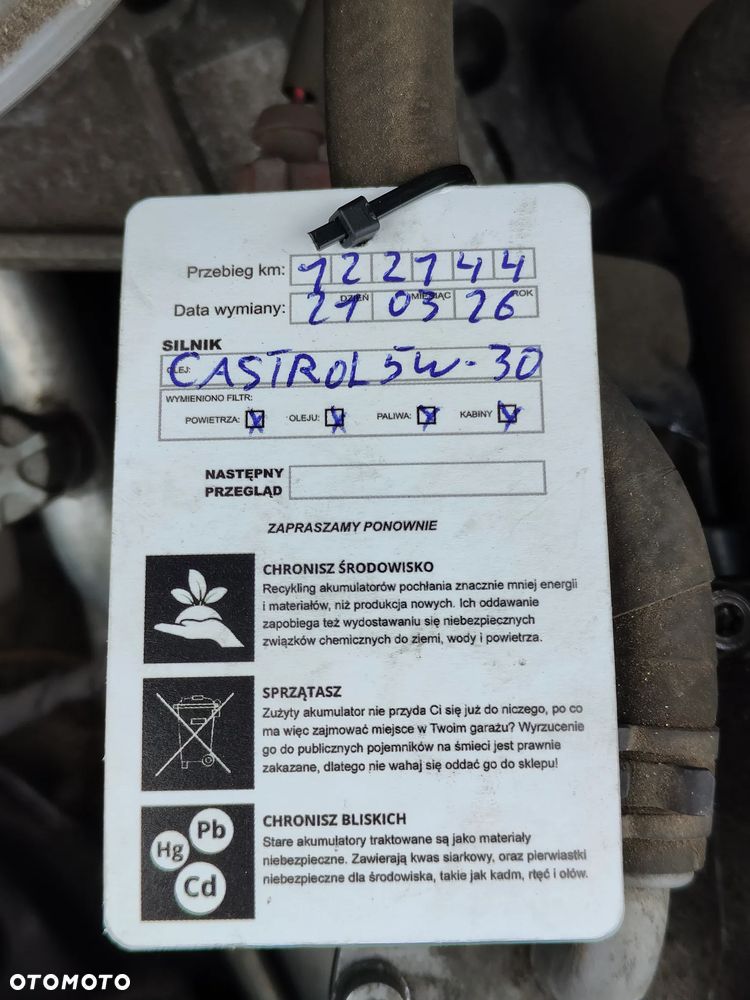 Przebieg km: 122144
Data wymiany: DZIEŃ 21 MIESIĄC 03 ROK 26
SILNIK
OLEJ: CASTROL 5W-30
WYMIENIONO FILTR:
POWIETRZA: X OLEJU: X PALIWA: X KABINY X
NASTĘPNY
PRZEGLĄD
ZAPRASZAMY PONOWNIE
CHRONISZ ŚRODOWISKO
Recykling akumulatorów pochłania znacznie mniej energii
i materiałów, niż produkcja nowych. Ich oddawanie
zapobiega też wydostawaniu się niebezpiecznych
związków chemicznych do ziemi, wody i powietrza.
SPRZĄTASZ
Zużyty akumulator nie przyda Ci się już do niczego, po co
ma więc zajmować miejsce w Twoim garażu? Wyrzucenie
go do publicznych pojemników na śmieci jest prawnie
zakazane, dlatego nie wahaj się oddać go do sklepu!
Pb
Hg
Cd
CHRONISZ BLISKICH
Stare akumulatory traktowane są jako materiały
niebezpieczne. Zawierają kwas siarkowy, oraz pierwiastki
niebezpieczne dla środowiska, takie jak kadm, rtęć i ołów.
OTOMOTO